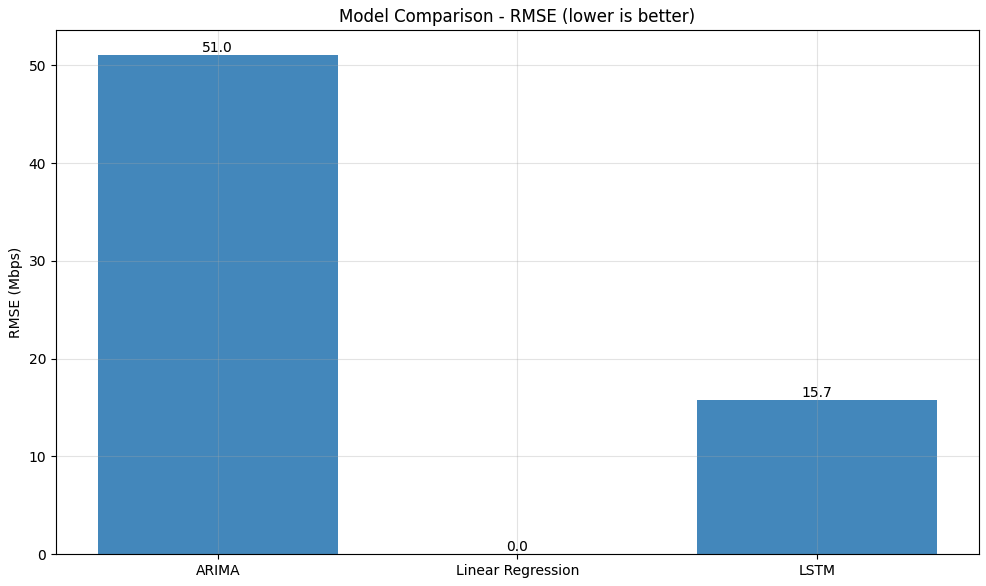 Model Comparison - RMSE (lower is better)
51.0
50
40
30
20
15.7
10
0.0
0
RMSE (Mbps)
ARIMA
Linear Regression
LSTM